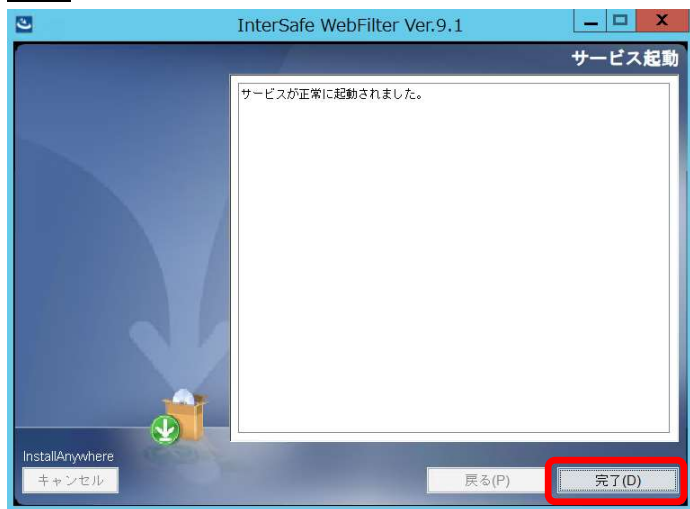 InterSafe WebFilter Ver.9.1
サービス起動
サービスが正常に起動されました。
InstallAnywhere
キャンセル
戻る(P)
完了(D)